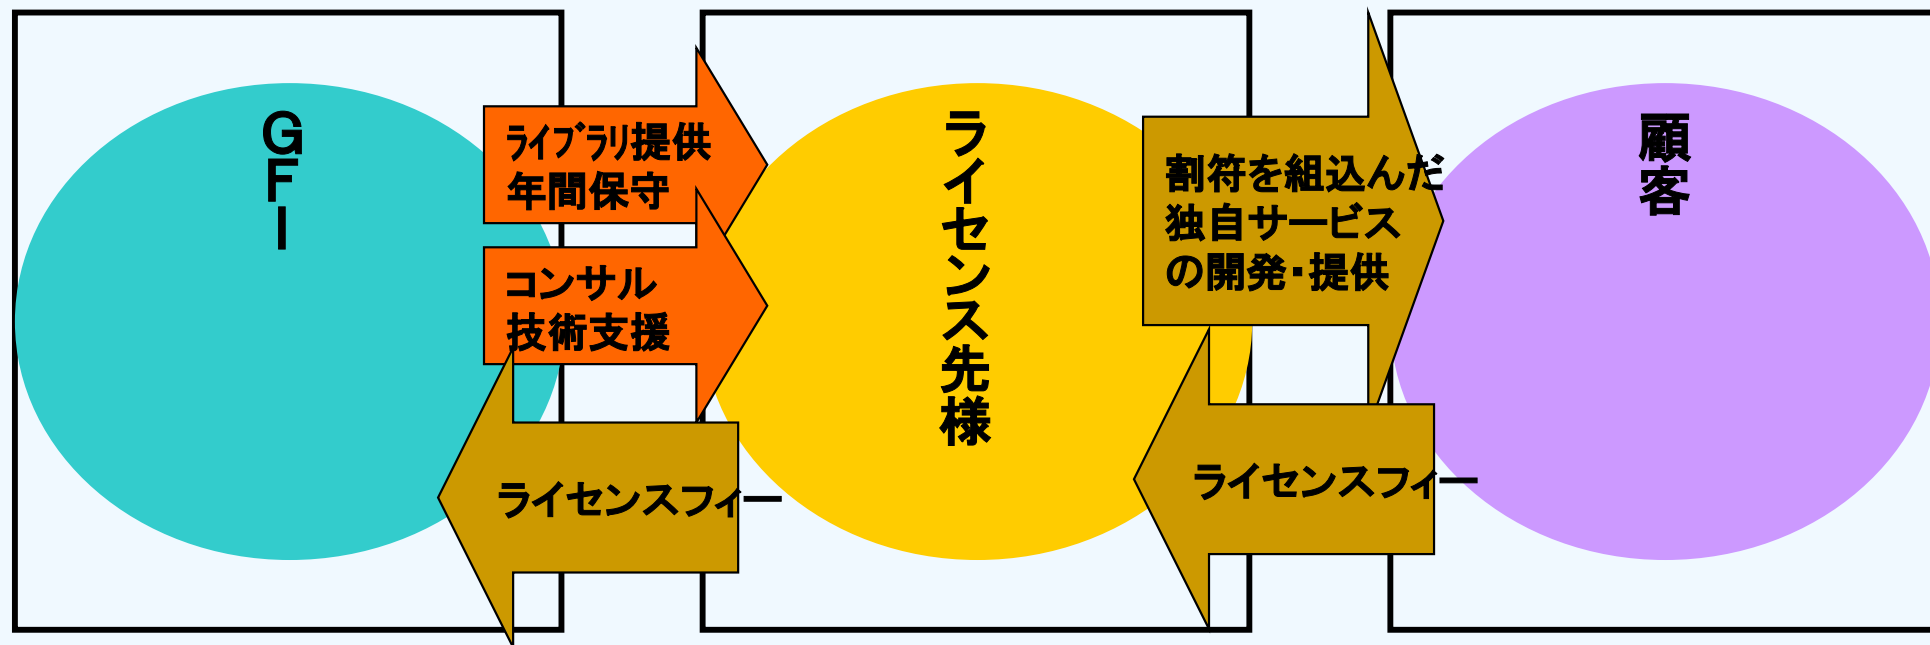 GFI
ﾗｲﾌﾞﾗﾘ提供
年間保守
コンサル
技術支援
ライセンスフィー
ライセンス先様
割符を組込んだ
独自サービス
の開発・提供
ライセンスフィー
顧客